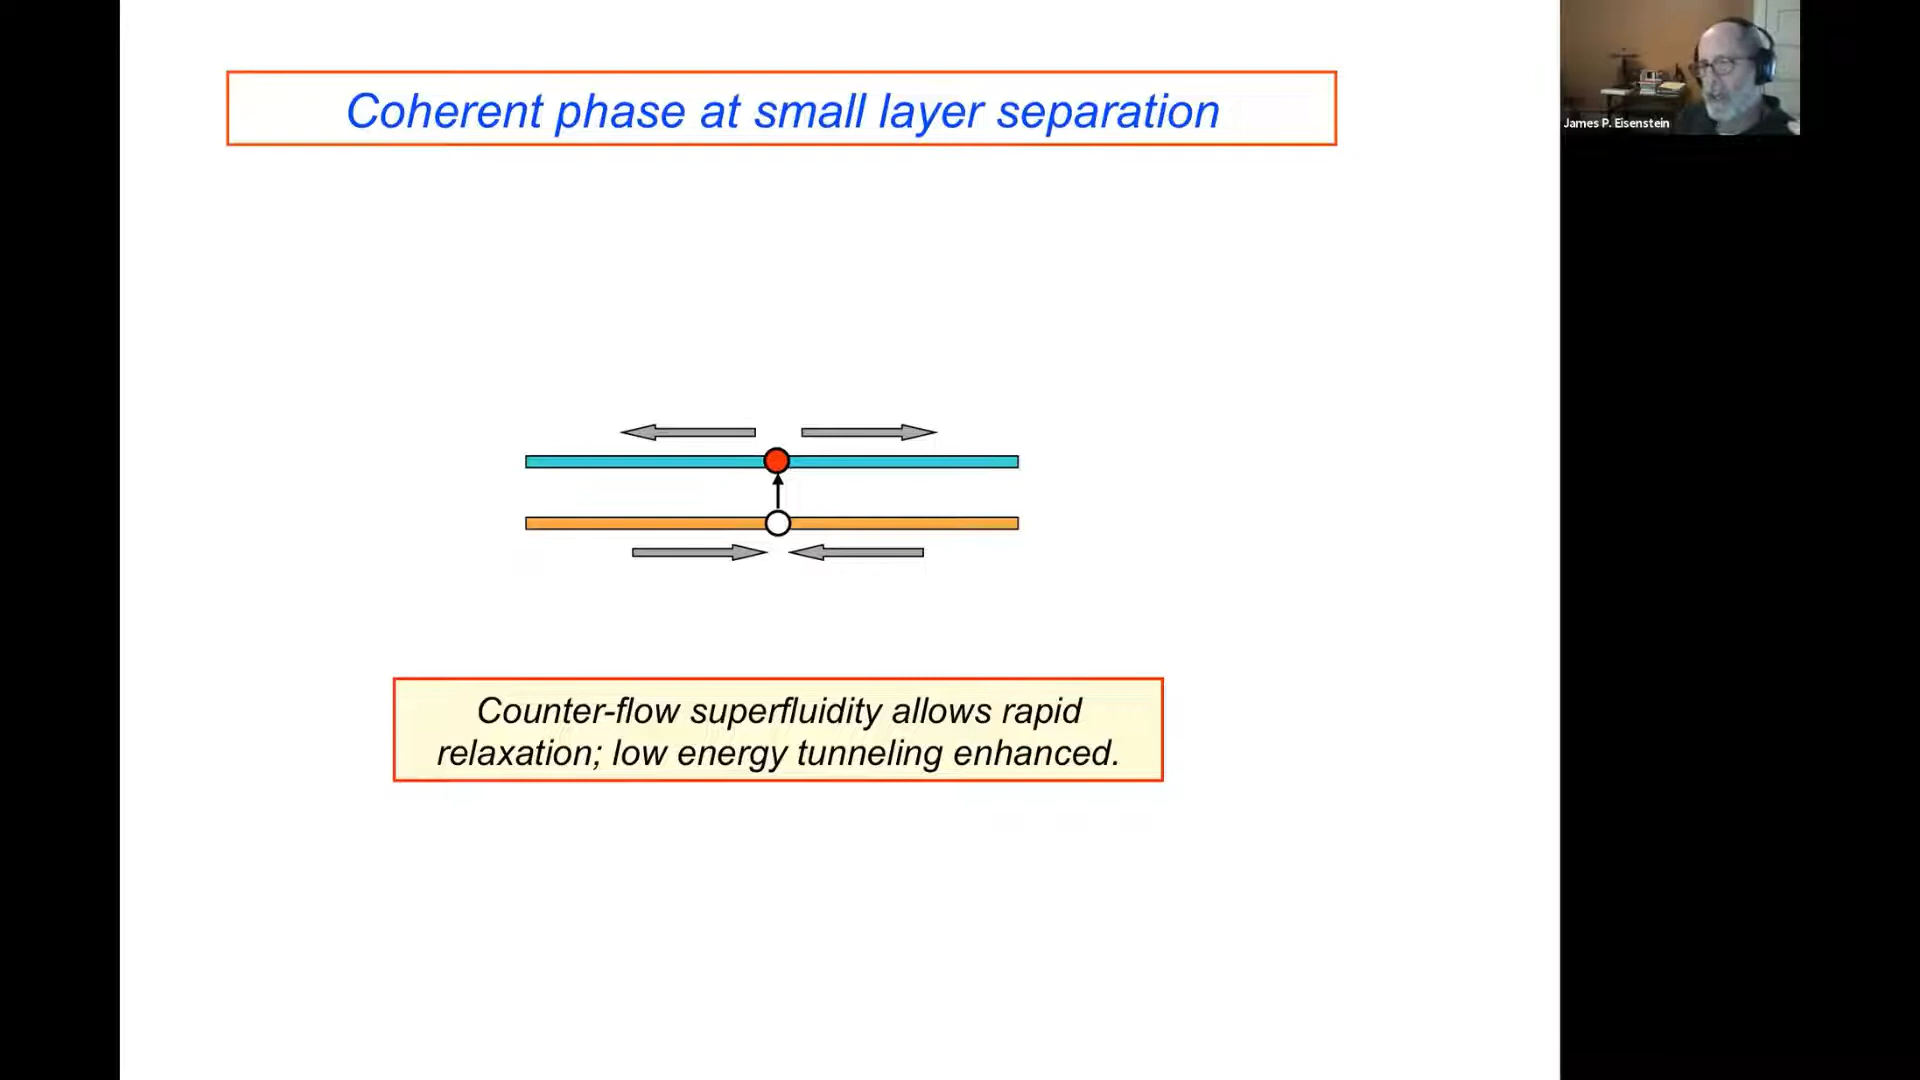 Coherent phase at small layer separation
James P. Eisenstein
Counter-flow superfluidity allows rapid
relaxation; low energy tunneling enhanced.